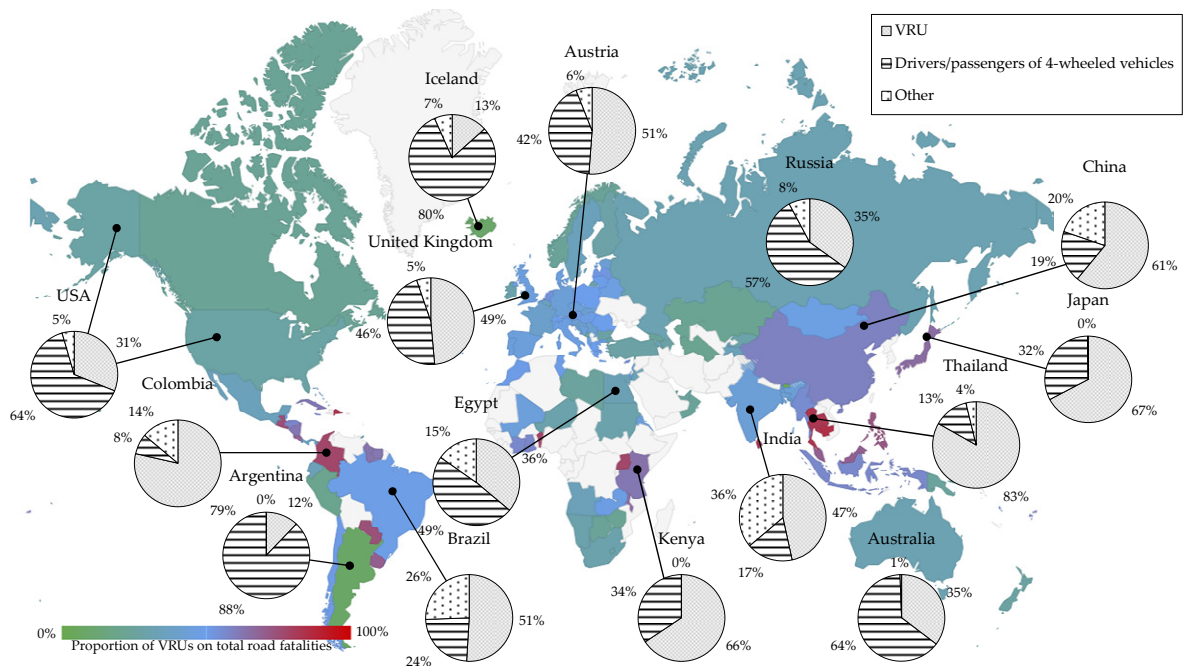 VRU
Drivers/passengers of 4-wheeled vehicles
Other
Austria
6%
42%
51%
Iceland
7%
13%
80%
Russia
8%
35%
57%
China
20%
19%
61%
United Kingdom
5%
46%
49%
USA
5%
31%
64%
Japan
0%
32%
67%
Thailand
4%
13%
83%
Colombia
14%
8%
79%
Egypt
15%
36%
49%
India
36%
47%
17%
Argentina
0%
12%
88%
Brazil
26%
51%
24%
Kenya
0%
34%
66%
Australia
1%
35%
64%
0%
100%
Proportion of VRUs on total road fatalities